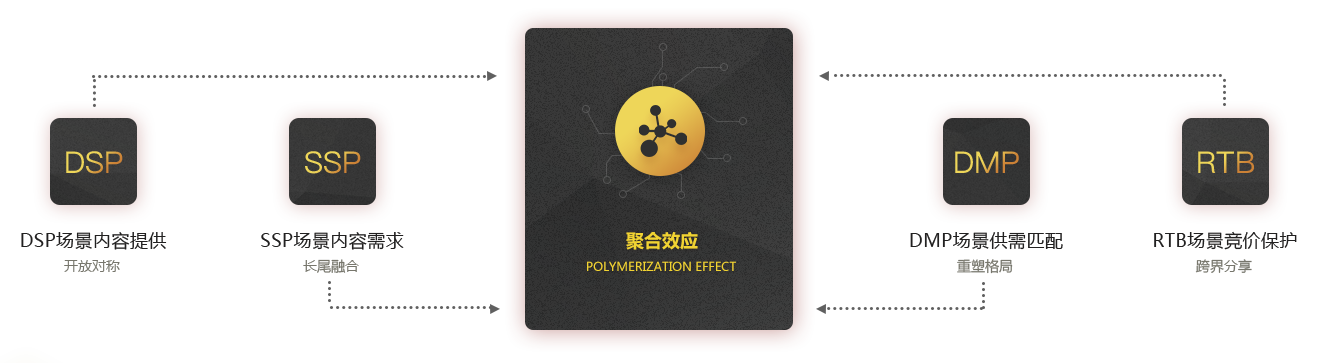 DSP
DSP场景内容提供
开放对称
SSP
SSP场景内容需求
长尾融合
聚合效应
POLYMERIZATION EFFECT
DMP
DMP场景供需匹配
重塑格局
RTB
RTB场景竞价保护
跨界分享